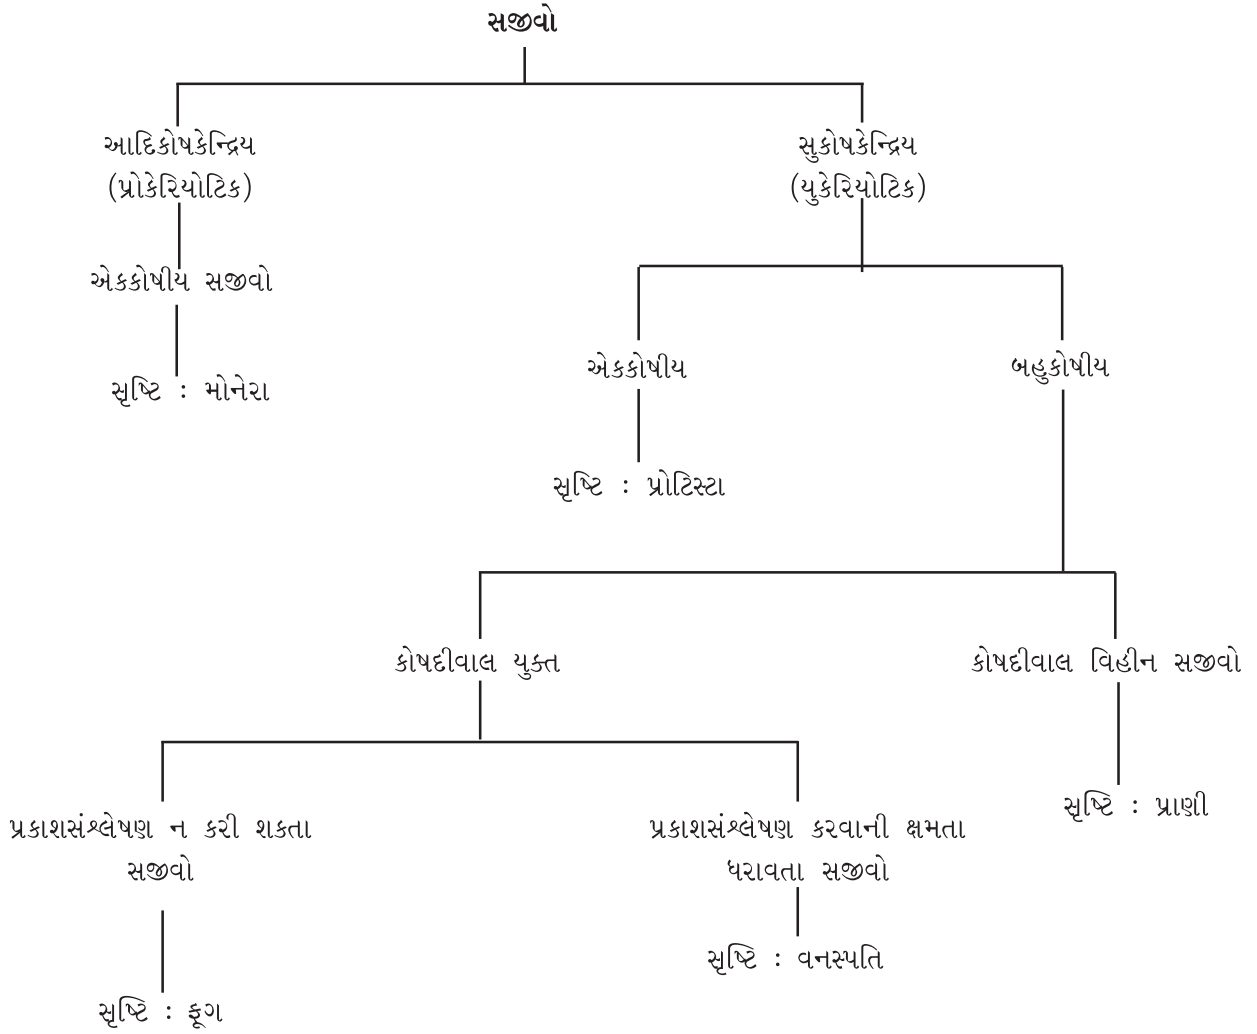 સજીવો
આદિકોષકેન્દ્રિય
(પ્રોકેરિયોટિક)
સુકોષકેન્દ્રિય
(યુકેરિયોટિક)
એકકોષીય સજીવો
એકકોષીય
બહુકોષીય
સૃષ્ટિ : મોનેરા
સૃષ્ટિ : પ્રોટિસ્ટા
કોષદીવાલ યુક્ત
કોષદીવાલ વિહીન સજીવો
સૃષ્ટિ : પ્રાણી
પ્રકાશસંશ્લેષણ ન કરી શકતા
સજીવો
પ્રકાશસંશ્લેષણ કરવાની ક્ષમતા
ધરાવતા સજીવો
સૃષ્ટિ : વનસ્પતિ
સૃષ્ટિ : ફૂગ